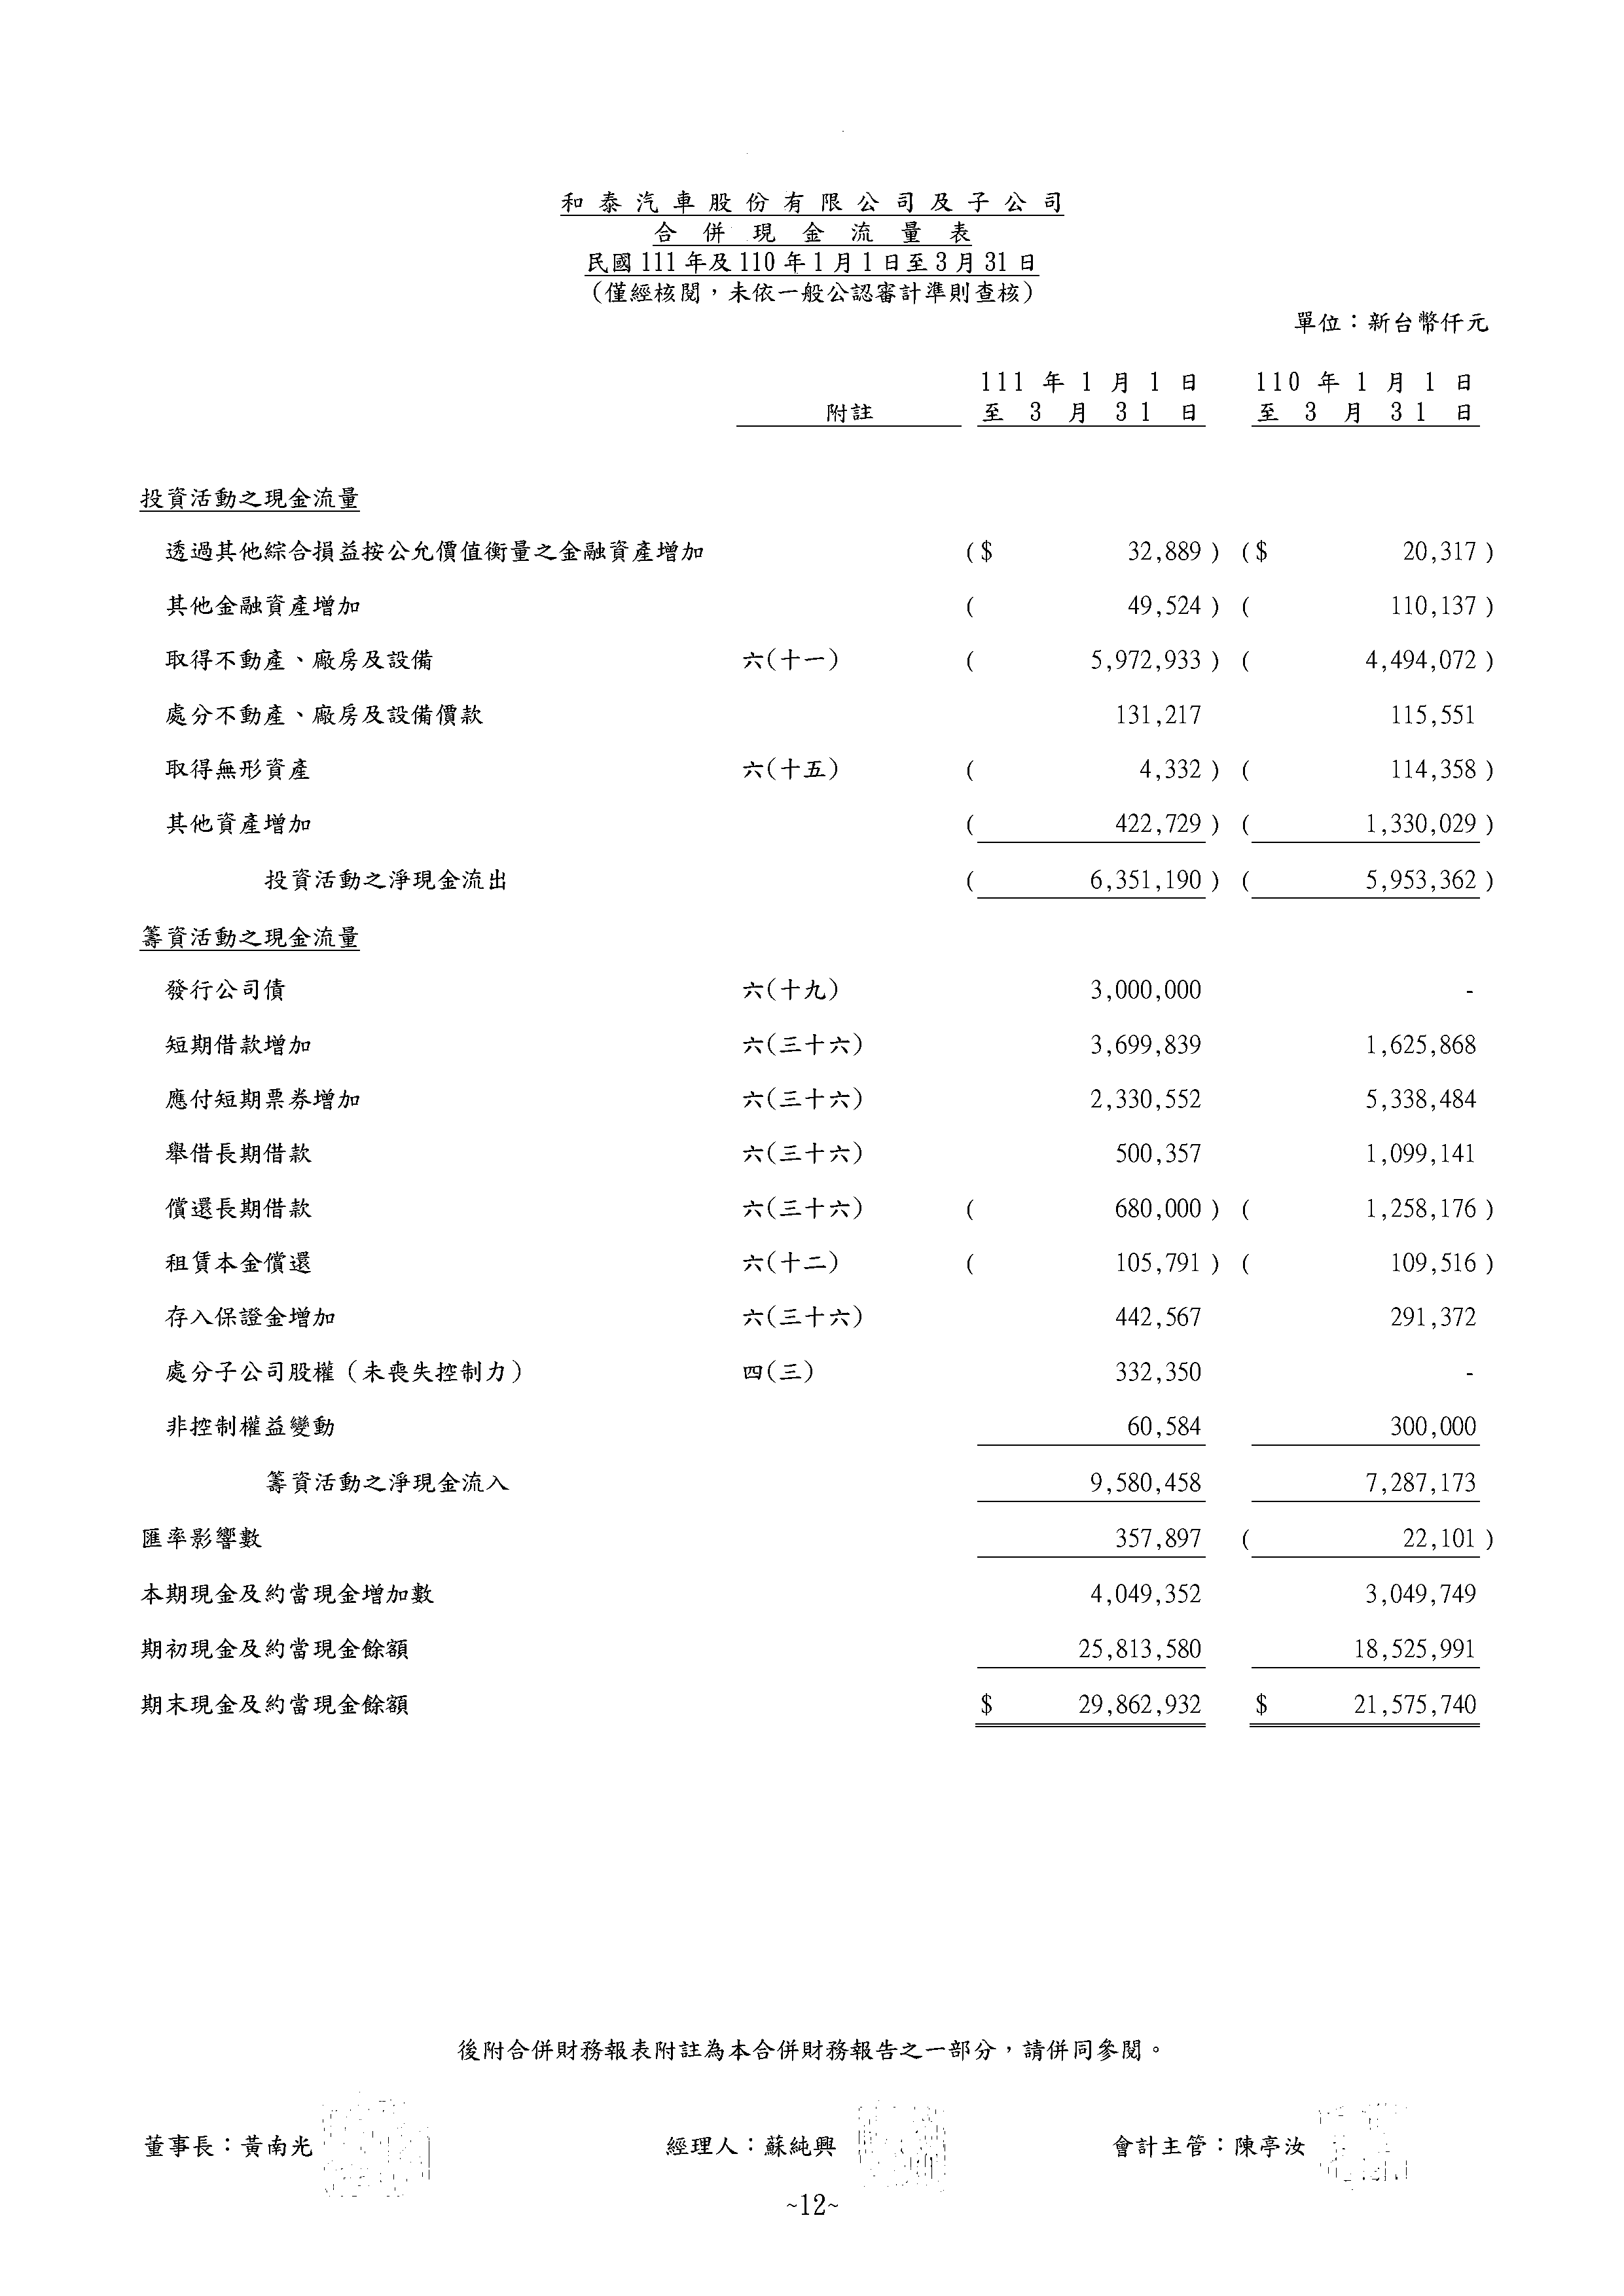 和泰汽車股份有限公司及子公司
合併現金流量表
民國111年及110年1月1日至3月31日
（僅經核閱，未依一般公認審計準則查核）
單位：新台幣仟元
111年1月1日 110年1月1日
附註 至3月31日 至3月31日
投資活動之現金流量
透過其他綜合損益按公允價值衡量之金融資產增加 ($ 32,889) ($ 20,317)
其他金融資產增加 ( 49,524) ( 110,137)
取得不動產、廠房及設備 六(十一) ( 5,972,933) ( 4,494,072)
處分不動產、廠房及設備價款 131,217 115,551
取得無形資產 六(十五) ( 4,332) ( 114,358)
其他資產增加 ( 422,729) ( 1,330,029)
投資活動之淨現金流出 ( 6,351,190) ( 5,953,362)
籌資活動之現金流量
發行公司債 六(十九) 3,000,000 -
短期借款增加 六(三十六) 3,699,839 1,625,868
應付短期票券增加 六(三十六) 2,330,552 5,338,484
舉借長期借款 六(三十六) 500,357 1,099,141
償還長期借款 六(三十六) ( 680,000) ( 1,258,176)
租賃本金償還 六(十二) ( 105,791) ( 109,516)
存入保證金增加 六(三十六) 442,567 291,372
處分子公司股權（未喪失控制力） 四(三) 332,350 -
非控制權益變動 60,584 300,000
籌資活動之淨現金流入 9,580,458 7,287,173
匯率影響數 357,897 ( 22,101)
本期現金及約當現金增加數 4,049,352 3,049,749
期初現金及約當現金餘額 25,813,580 18,525,991
期末現金及約當現金餘額 $ 29,862,932 $ 21,575,740
後附合併財務報表附註為本合併財務報告之一部分，請併同參閱。
董事長：黃南光 經理人：蘇純興 會計主管：陳亭汝
~12~